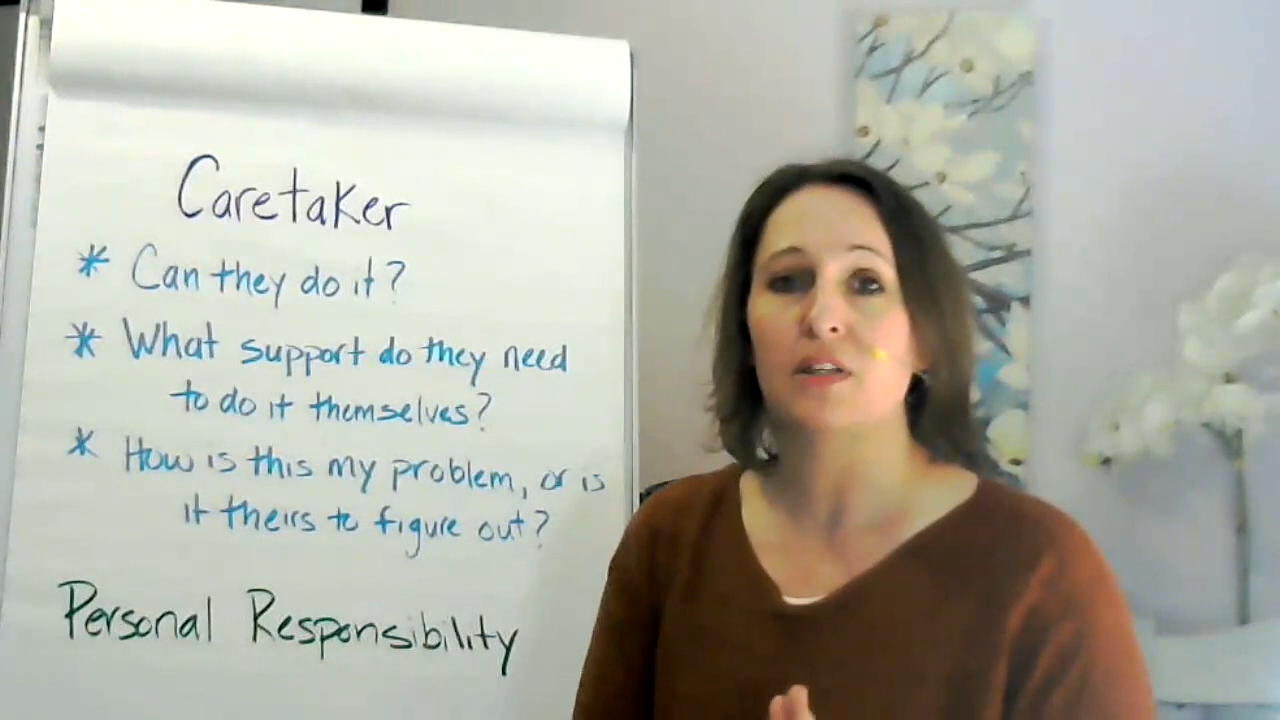 Caretaker
* Can they do it?
* What support do they need
to do it themselves?
* How is this my problem, or is
it theirs to figure out?
Personal Responsibility